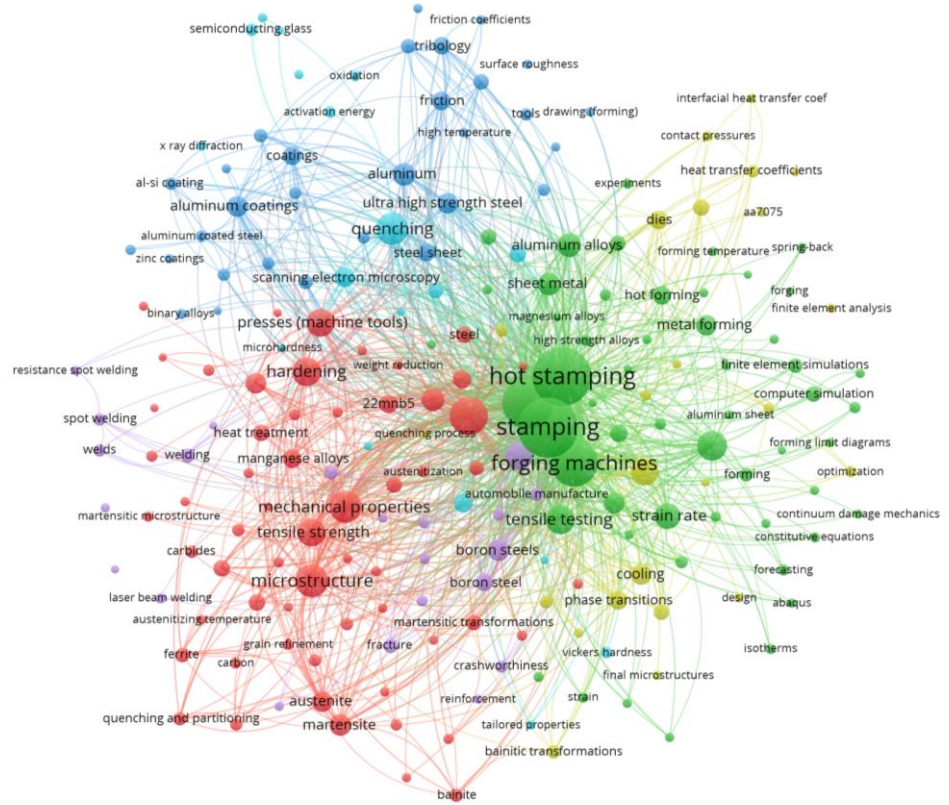 friction coefficients
semiconducting glass
tribology
surface roughness
oxidation
interfacial heat transfer coef
friction
activation energy
tools
drawing (forming)
high temperature
contact pressures
x ray diffraction
coatings
aluminum
heat transfer coefficients
al-si coating
experiments
aluminum coatings
ultra high strength steel
aa7075
dies
quenching
aluminum coated steel
aluminum alloys
steel sheet
forming temperature
spring-back
zinc coatings
scanning electron microscopy
sheet metal
hot forming
forging
binary alloys
magnesium alloys
finite element analysis
presses (machine tools)
metal forming
steel
high strength alloys
microhardness
weight reduction
finite element simulations
resistance spot welding
hardening
hot stamping
computer simulation
22mnb5
aluminum sheet
spot welding
stamping
heat treatment
quenching process
forming limit diagrams
welds
welding
manganese alloys
forging machines
austenitization
forming
optimization
automobile manufacture
mechanical properties
martensitic microstructure
tensile testing
strain rate
continuum damage mechanics
tensile strength
constitutive equations
carbides
boron steels
forecasting
microstructure
boron steel
cooling
laser beam welding
phase transitions
design
abaqus
austenitizing temperature
martensitic transformations
grain refinement
fracture
isotherms
ferrite
carbon
vickers hardness
crashworthiness
final microstructures
austenite
reinforcement
strain
quenching and partitioning
martensite
tailored properties
bainitic transformations
bainite